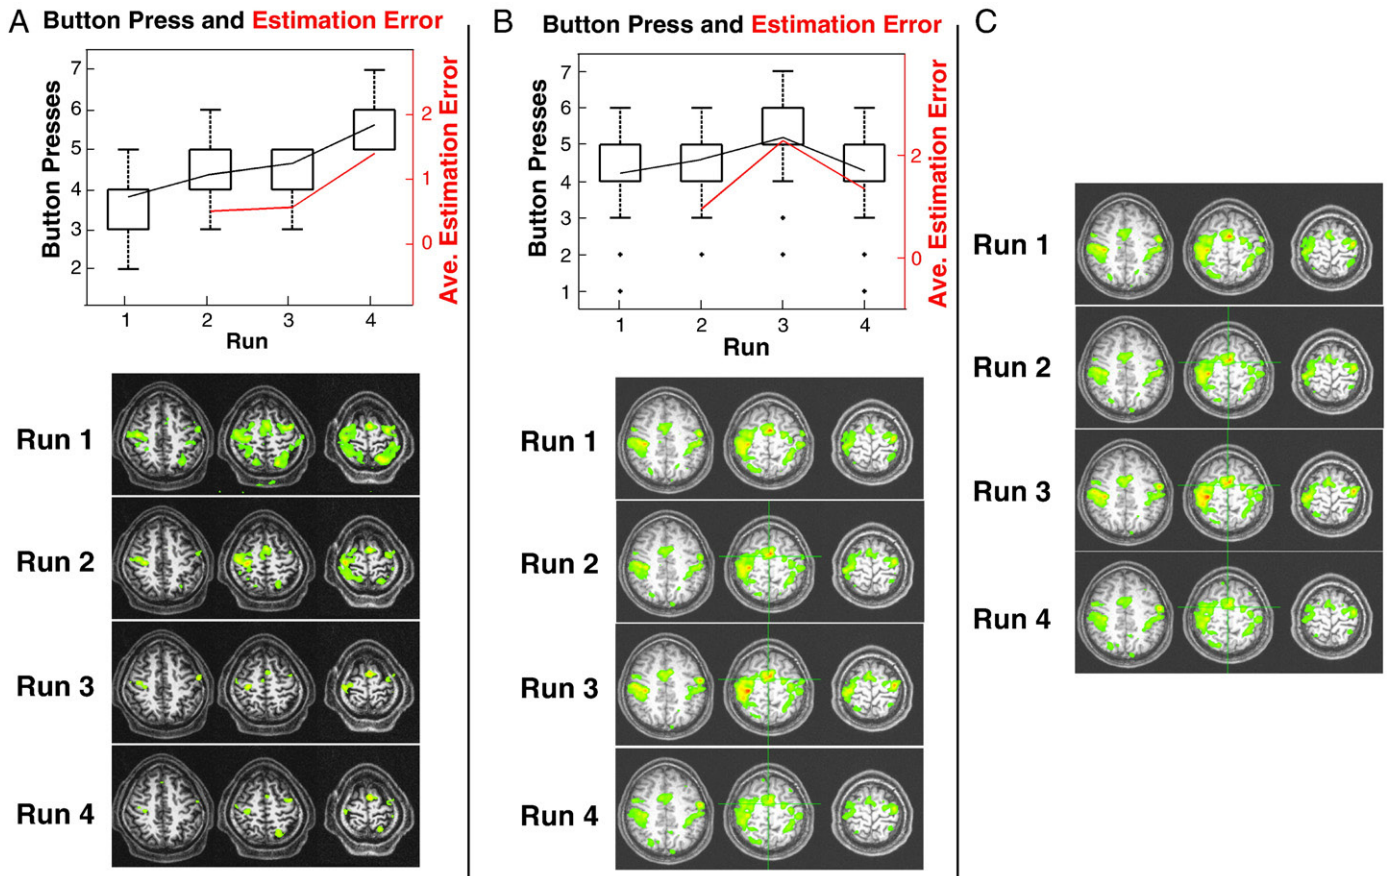 A
Button Press and Estimation Error
Button Presses
7
6
5
4
3
2
2
1
0
Ave. Estimation Error
1 2 3 4
Run
Run 1
Run 2
Run 3
Run 4
B
Button Press and Estimation Error
Button Presses
7
6
5
4
3
2
1
2
0
Ave. Estimation Error
1 2 3 4
Run
Run 1
Run 2
Run 3
Run 4
C
Run 1
Run 2
Run 3
Run 4